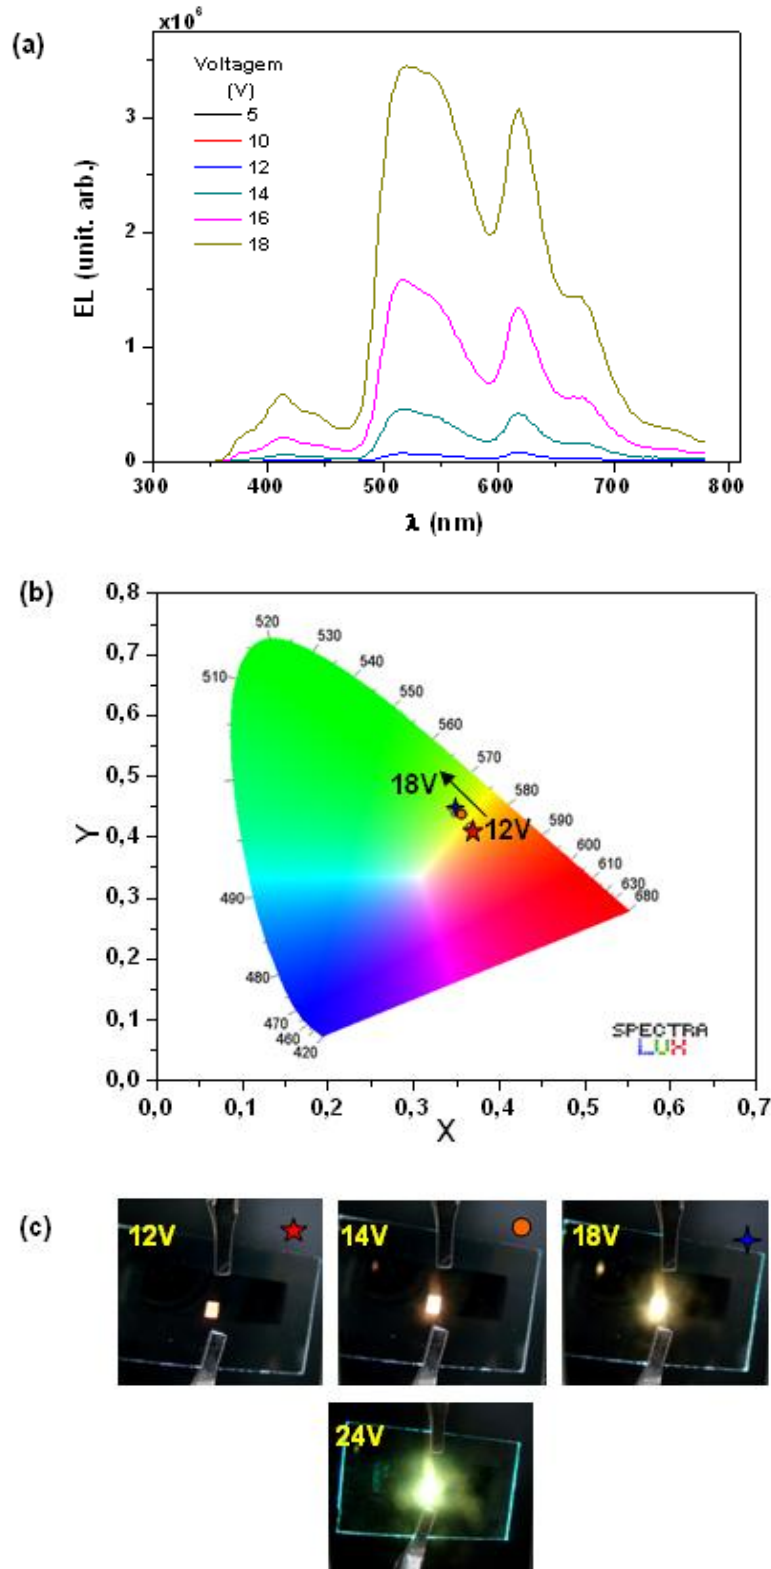 (a)
x10⁶
Voltagem
(V)
5
10
12
14
16
18
EL (unit. arb.)
3
2
1
0
300 400 500 600 700 800
λ (nm)
(b)
0,8
0,7
0,6
0,5
0,4
0,3
0,2
0,1
0,0
Y
0,0 0,1 0,2 0,3 0,4 0,5 0,6 0,7
X
520
530
540
510
550
560
570
580
590
600
610
630
680
490
480
470
460
420
18V
12V
SPECTRA
LUX
(c)
12V 14V 18V
24V